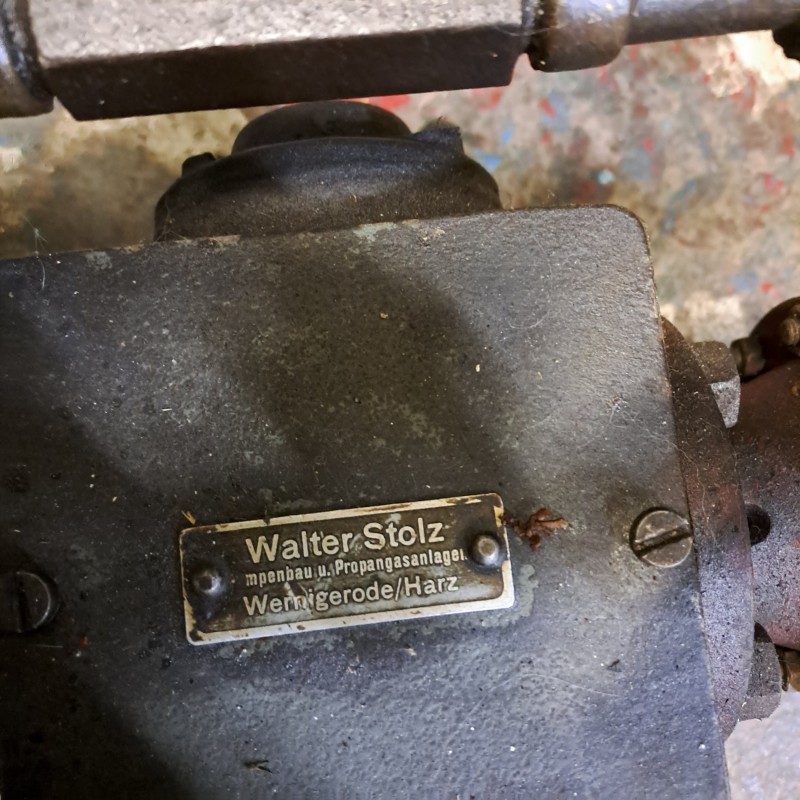 Walter Stolz
mpenbau u. Propangasanlagen
Wernigerode/Harz